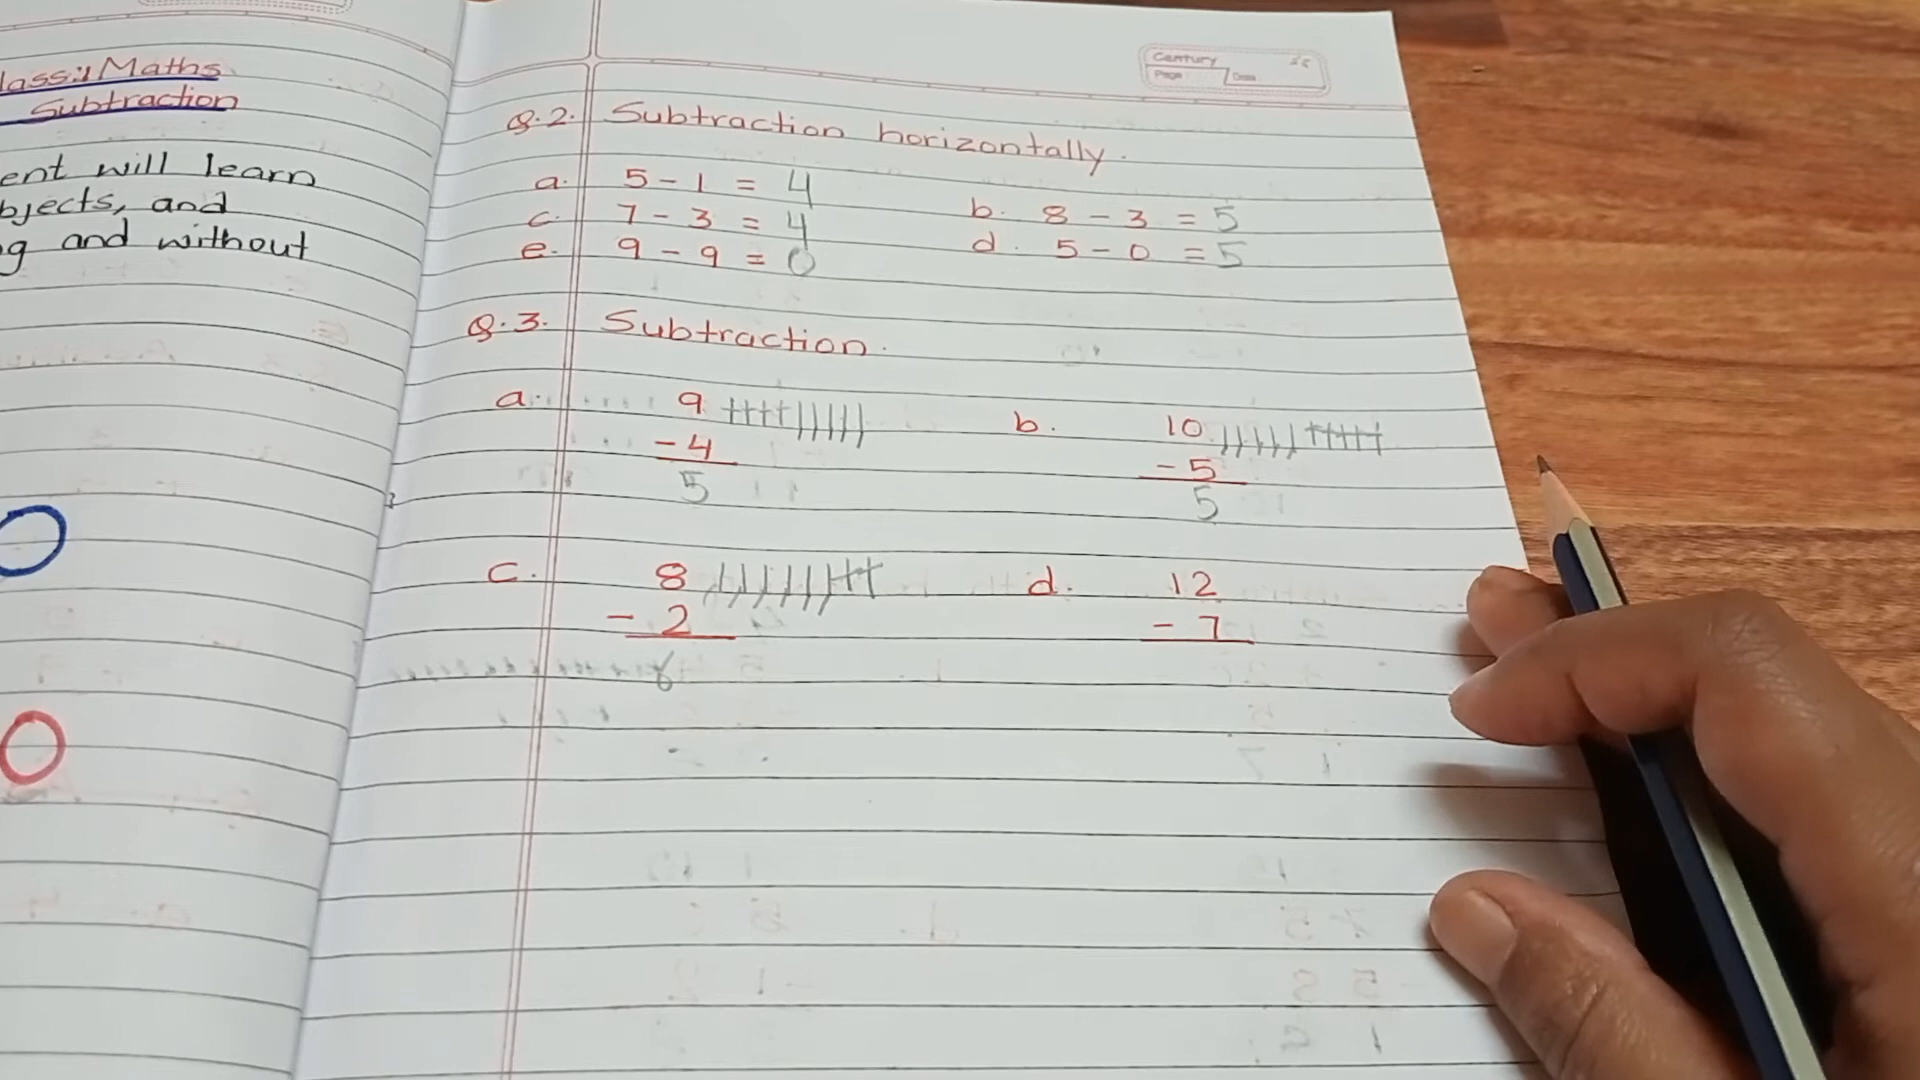 lass:1 Maths
Subtraction
ent will learn
bjects, and
g and without
Century
Page Date
Q.2. Subtraction horizontally.
a. 5 - 1 = 4
b. 8 - 3 = 5
c. 7 - 3 = 4
d. 5 - 0 = 5
e. 9 - 9 = 0
Q.3. Subtraction.
a. 9 b. 10
- 4 - 5
5 5
c. 8 d. 12
- 2 - 7
6